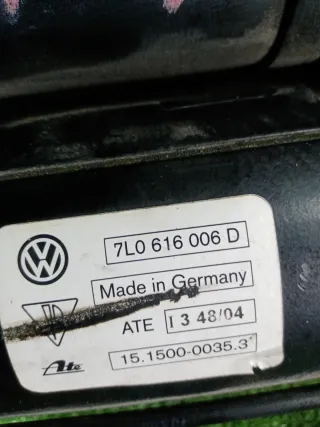 7L0 616 006 D
Made in Germany
ATE I 3 48/04
Ate 15.1500-0035.3